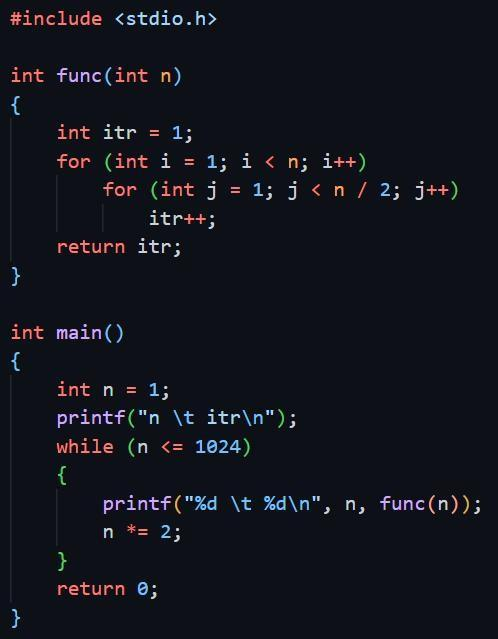 #include <stdio.h>
int func(int n)
{
int itr = 1;
for (int i = 1; i < n; i++)
for (int j = 1; j < n / 2; j++)
itr++;
return itr;
}
int main()
{
int n = 1;
printf("n \t itr\n");
while (n <= 1024)
{
printf("%d \t %d\n", n, func(n));
n *= 2;
}
return 0;
}